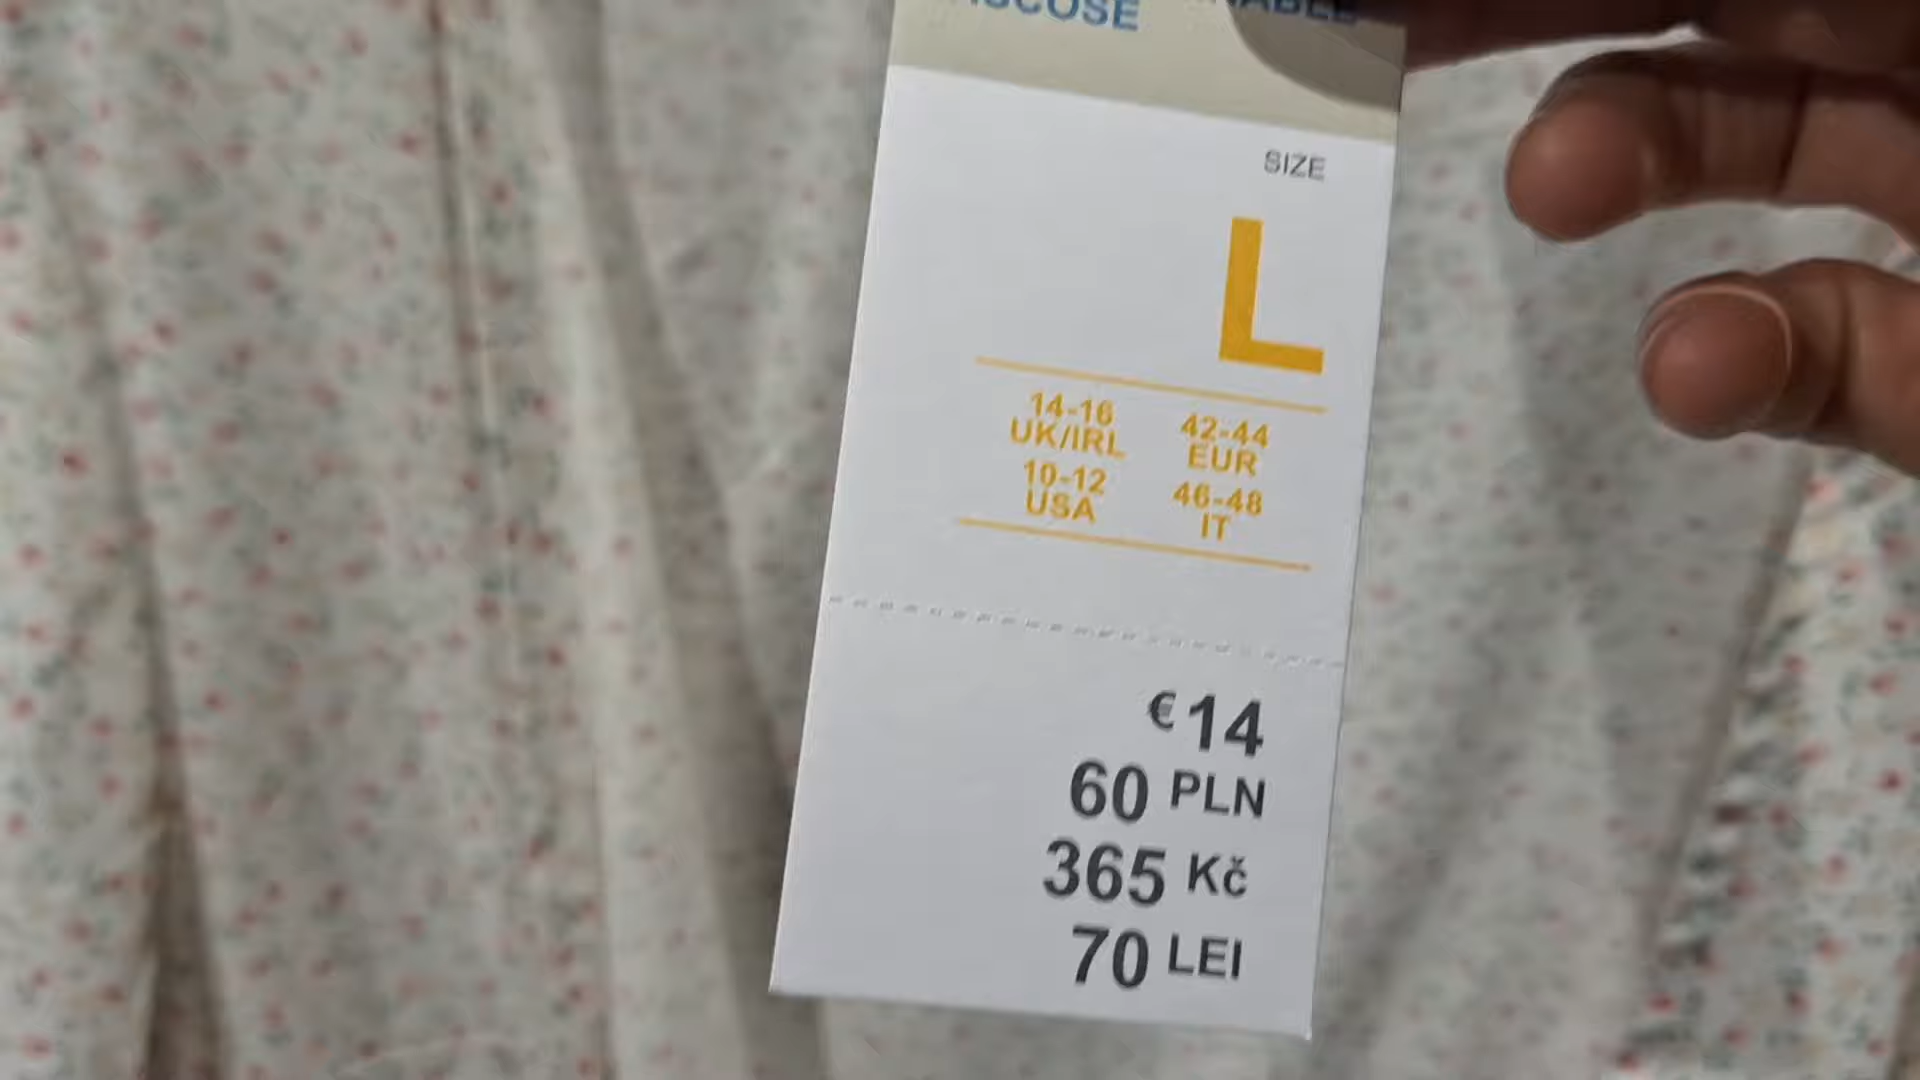 SIZE
L
14-16 42-44
UK/IRL EUR
10-12 46-48
USA IT
€14
60 PLN
365 Kč
70 LEI